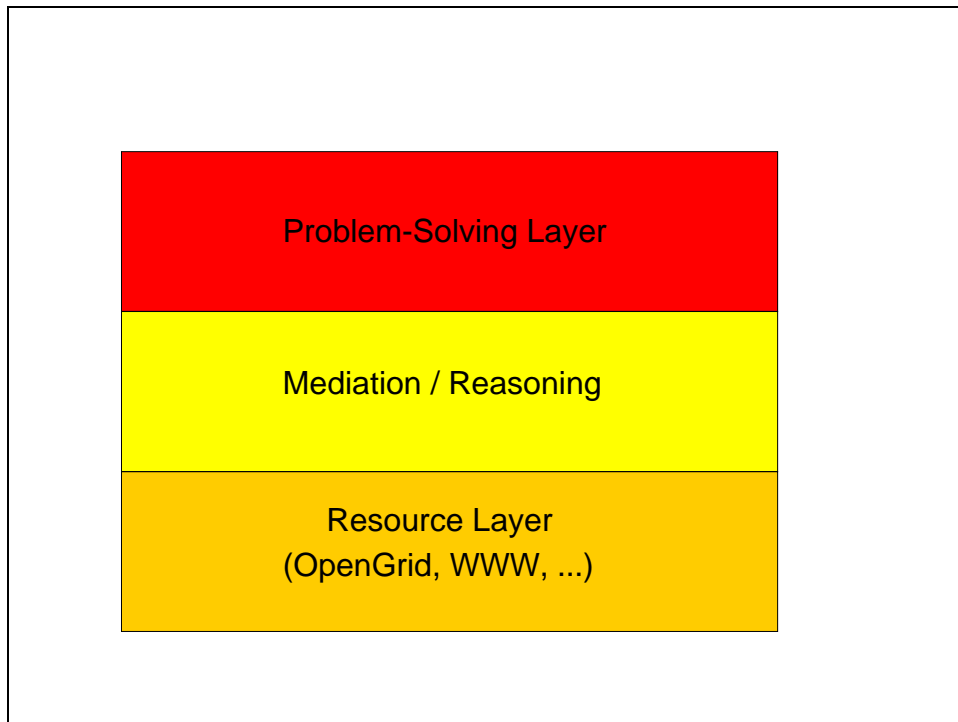 Problem-Solving Layer
Mediation / Reasoning
Resource Layer
(OpenGrid, WWW, ...)